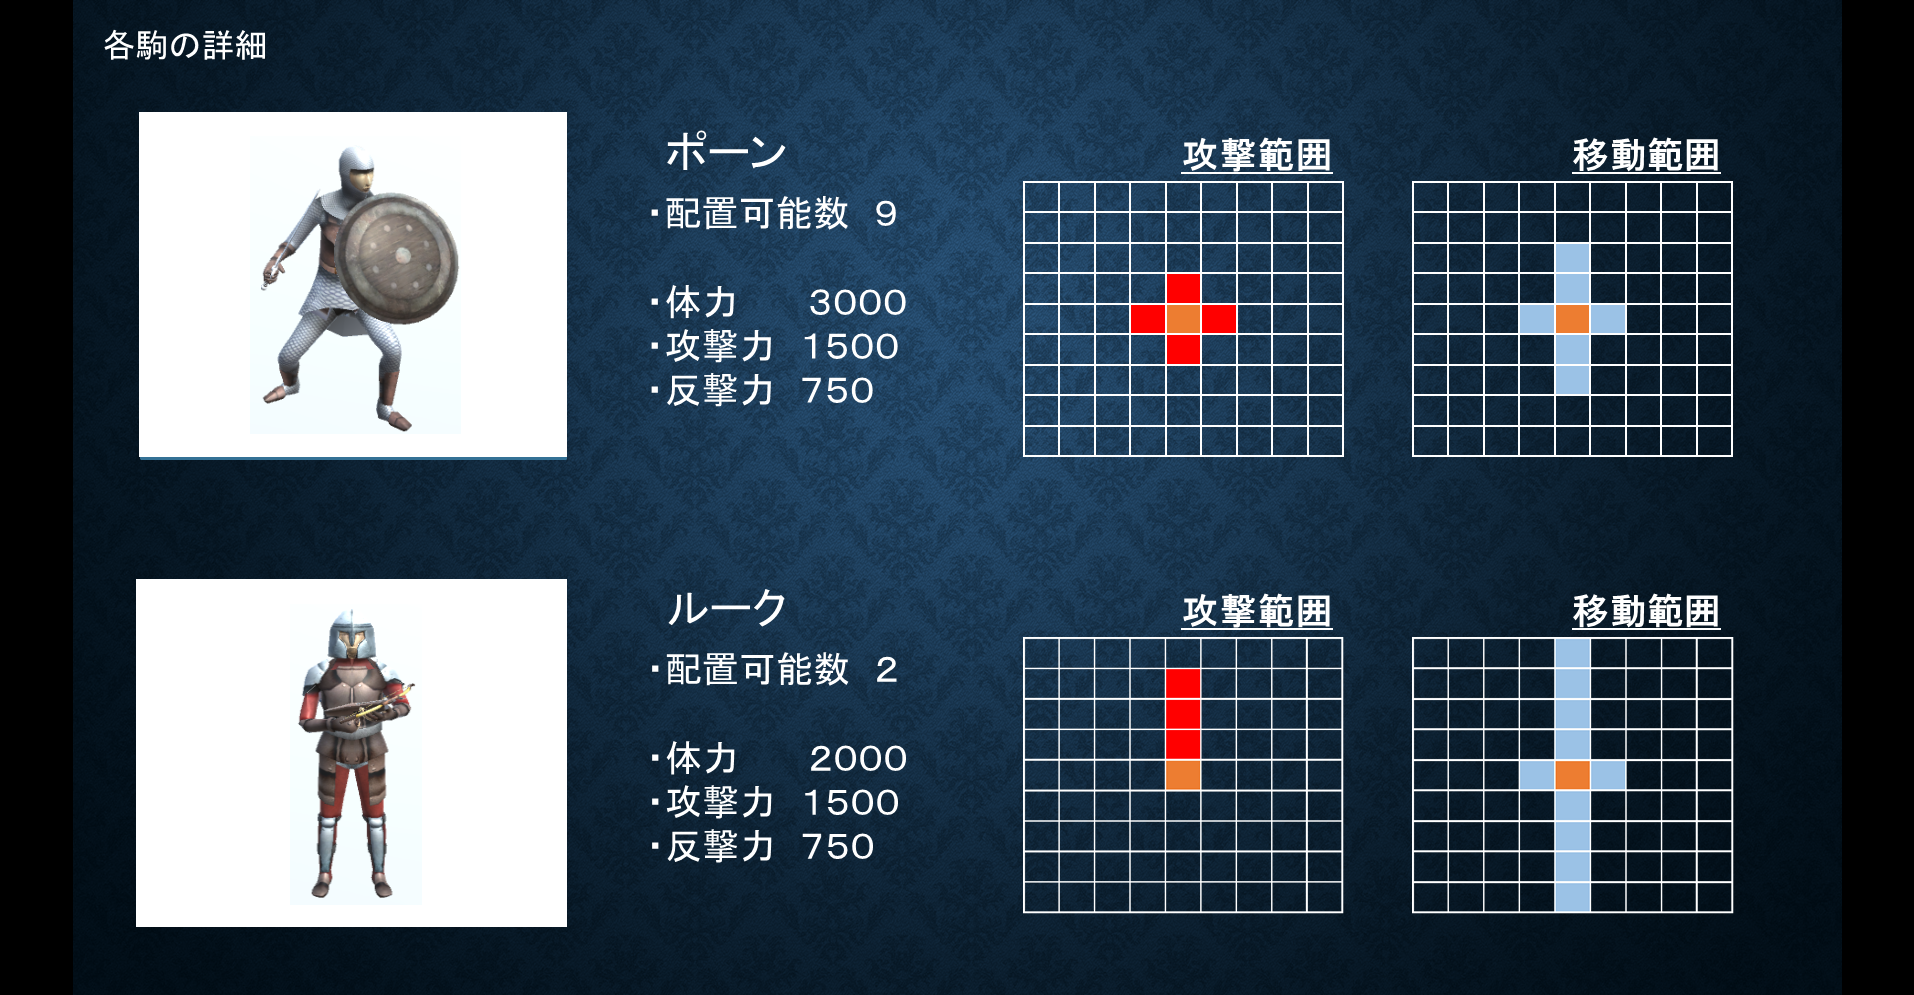 各駒の詳細
ポーン
・配置可能数　9
・体力　　3000
・攻撃力　1500
・反撃力　750
攻撃範囲
移動範囲
ルーク
・配置可能数　2
・体力　　2000
・攻撃力　1500
・反撃力　750
攻撃範囲
移動範囲